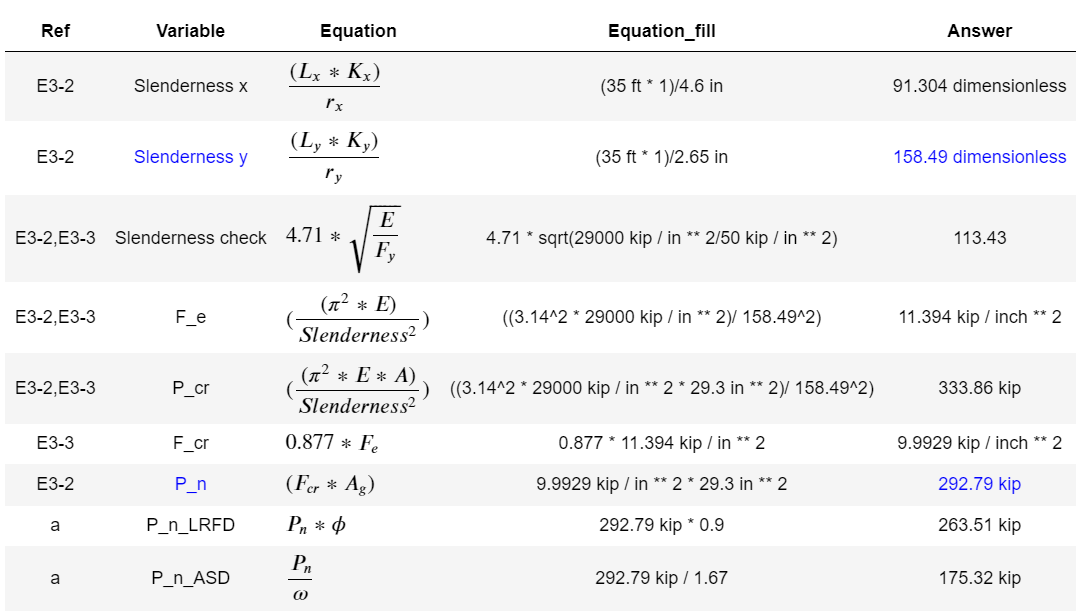 Ref Variable Equation Equation_fill Answer
E3-2 Slenderness x (L_x * K_x) / r_x (35 ft * 1)/4.6 in 91.304 dimensionless
E3-2 Slenderness y (L_y * K_y) / r_y (35 ft * 1)/2.65 in 158.49 dimensionless
E3-2,E3-3 Slenderness check 4.71 * √(E / F_y) 4.71 * sqrt(29000 kip / in ** 2/50 kip / in ** 2) 113.43
E3-2,E3-3 F_e ((π² * E) / Slenderness²) ((3.14^2 * 29000 kip / in ** 2)/ 158.49^2) 11.394 kip / inch ** 2
E3-2,E3-3 P_cr ((π² * E * A) / Slenderness²) ((3.14^2 * 29000 kip / in ** 2 * 29.3 in ** 2)/ 158.49^2) 333.86 kip
E3-3 F_cr 0.877 * F_e 0.877 * 11.394 kip / in ** 2 9.9929 kip / inch ** 2
E3-2 P_n (F_cr * A_g) 9.9929 kip / in ** 2 * 29.3 in ** 2 292.79 kip
a P_n_LRFD P_n * ϕ 292.79 kip * 0.9 263.51 kip
a P_n_ASD P_n / ω 292.79 kip / 1.67 175.32 kip